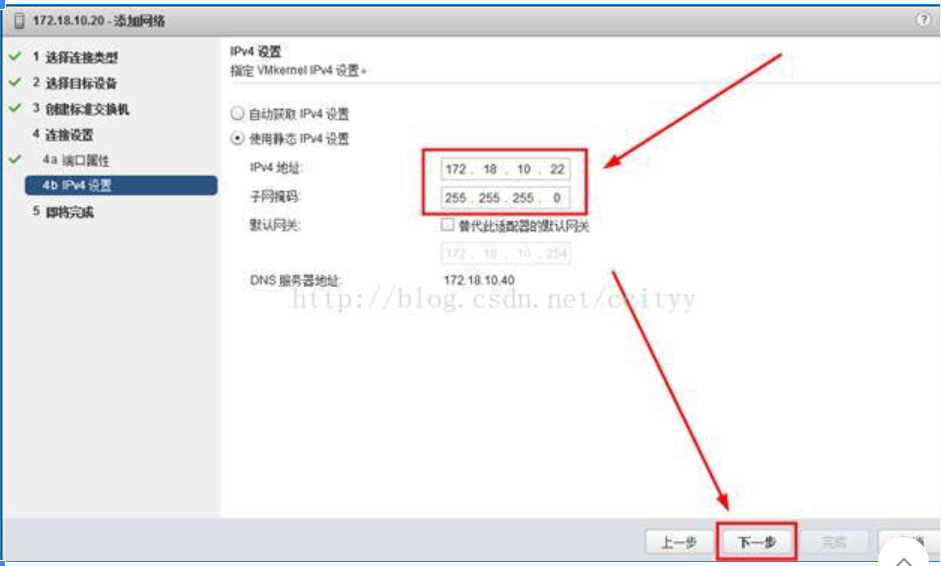 172.18.10.20 - 添加网络
?
1 选择连接类型
2 选择目标设备
3 创建标准交换机
4 连接设置
4a 端口属性
4b IPv4 设置
5 即将完成
IPv4 设置
指定 VMkernel IPv4 设置。
自动获取 IPv4 设置
使用静态 IPv4 设置
IPv4 地址: 172 . 18 . 10 . 22
子网掩码: 255 . 255 . 255 . 0
默认网关: 替代此适配器的默认网关
172 . 18 . 10 . 254
DNS 服务器地址: 172.18.10.40
http://blog.csdn.net/ccityy
上一步 下一步 完成